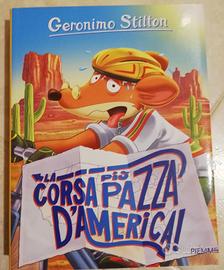 Geronimo Stilton
LA
CORSA PIÙ PAZZA
D'AMERICA!
PIEMME